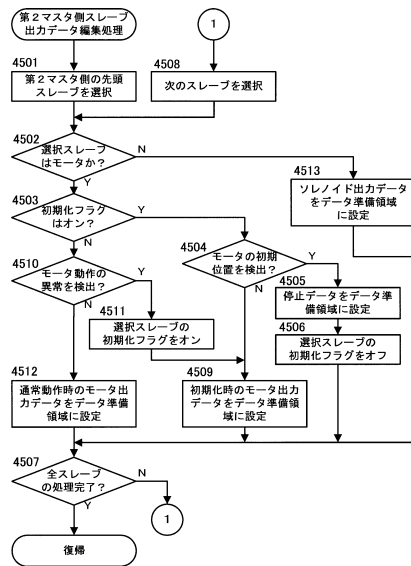 第2マスタ側スレーブ
出力データ編集処理
1
4501
第2マスタ側の先頭
スレーブを選択
4508
次のスレーブを選択
4502
選択スレーブ
はモータか？
N
Y
4513
ソレノイド出力データ
をデータ準備領域
に設定
4503
初期化フラグ
はオン？
Y
N
4504
モータの初期
位置を検出？
Y
N
4510
モータ動作の
異常を検出？
Y
N
4505
停止データをデータ準
備領域に設定
4511
選択スレーブの
初期化フラグをオン
4506
選択スレーブの
初期化フラグをオフ
4512
通常動作時のモータ出
力データをデータ準備
領域に設定
4509
初期化時のモータ出力
データをデータ準備領
域に設定
4507
全スレーブ
の処理完了？
N
Y
1
復帰